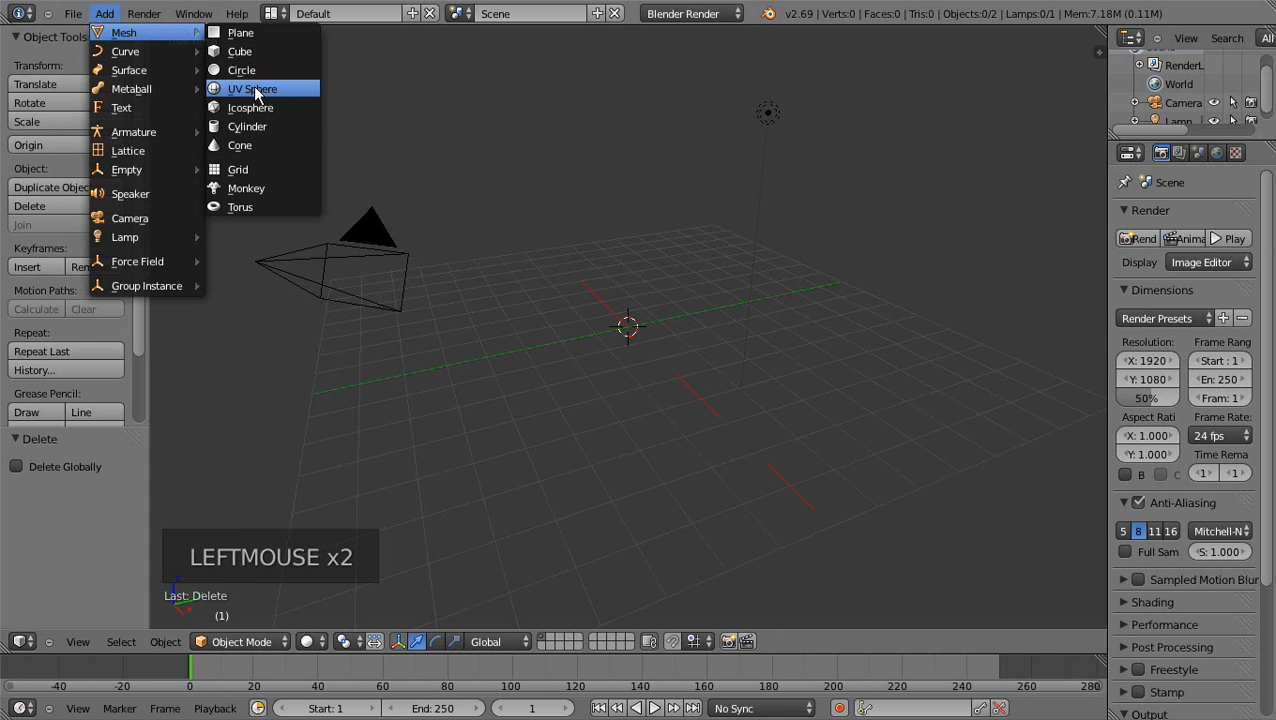 File Add Render Window Help Default Scene Blender Render v2.69 | Verts:0 | Faces:0 | Tris:0 | Objects:0/2 | Lamps:0/1 | Mem:7.18M (0.11M)
Object Tools
Transform:
Translate
Rotate
Scale
Origin
Object:
Duplicate Objec
Delete
Join
Keyframes:
Insert Rem
Motion Paths:
Calculate Clear
Repeat:
Repeat Last
History...
Grease Pencil:
Draw Line
Delete
Delete Globally
Mesh
Curve
Surface
Metaball
Text
Armature
Lattice
Empty
Speaker
Camera
Lamp
Force Field
Group Instance
Plane
Cube
Circle
UV Sphere
Icosphere
Cylinder
Cone
Grid
Monkey
Torus
LEFTMOUSE x2
Last: Delete
(1)
View Search
RenderL
World
Camera
Lamp
Scene
Render
Rend Anima Play
Display Image Editor
Dimensions
Render Presets
Resolution: Frame Rang
X: 1920 Start : 1
Y: 1080 En: 250
50% Fram: 1
Aspect Rati Frame Rate:
X: 1.000 24 fps
Y: 1.000 Time Rema
B C 1 1
Anti-Aliasing
5 8 11 16 Mitchell-N
Full Sam S: 1.000
Sampled Motion Blur
Shading
Performance
Post Processing
Freestyle
Stamp
Output
View Select Object Object Mode Global
-40 -20 0 20 40 60 80 100 120 140 160 180 200 220 240 260 280
View Marker Frame Playback Start: 1 End: 250 1 No Sync